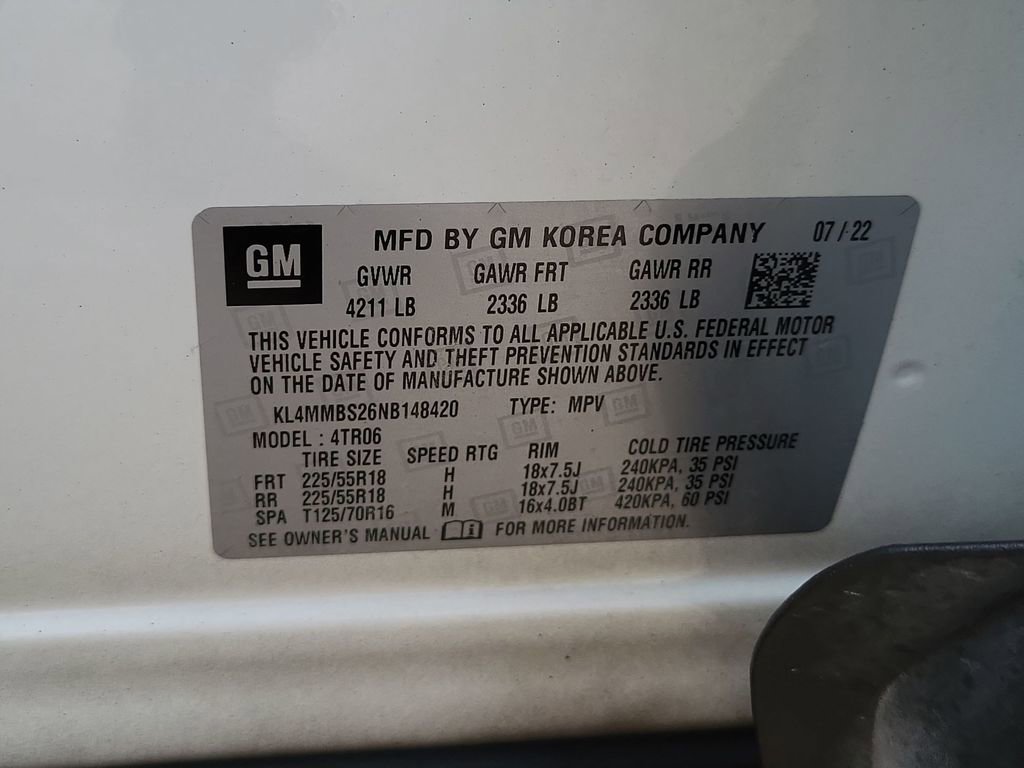 GM MFD BY GM KOREA COMPANY 07 / 22
GVWR GAWR FRT GAWR RR
4211 LB 2336 LB 2336 LB
THIS VEHICLE CONFORMS TO ALL APPLICABLE U.S. FEDERAL MOTOR
VEHICLE SAFETY AND THEFT PREVENTION STANDARDS IN EFFECT
ON THE DATE OF MANUFACTURE SHOWN ABOVE.
KL4MMBS26NB148420 TYPE: MPV
MODEL : 4TR06
TIRE SIZE SPEED RTG RIM COLD TIRE PRESSURE
FRT 225/55R18 H 18x7.5J 240KPA, 35 PSI
RR 225/55R18 H 18x7.5J 240KPA, 35 PSI
SPA T125/70R16 M 16x4.0BT 420KPA, 60 PSI
SEE OWNER'S MANUAL FOR MORE INFORMATION.